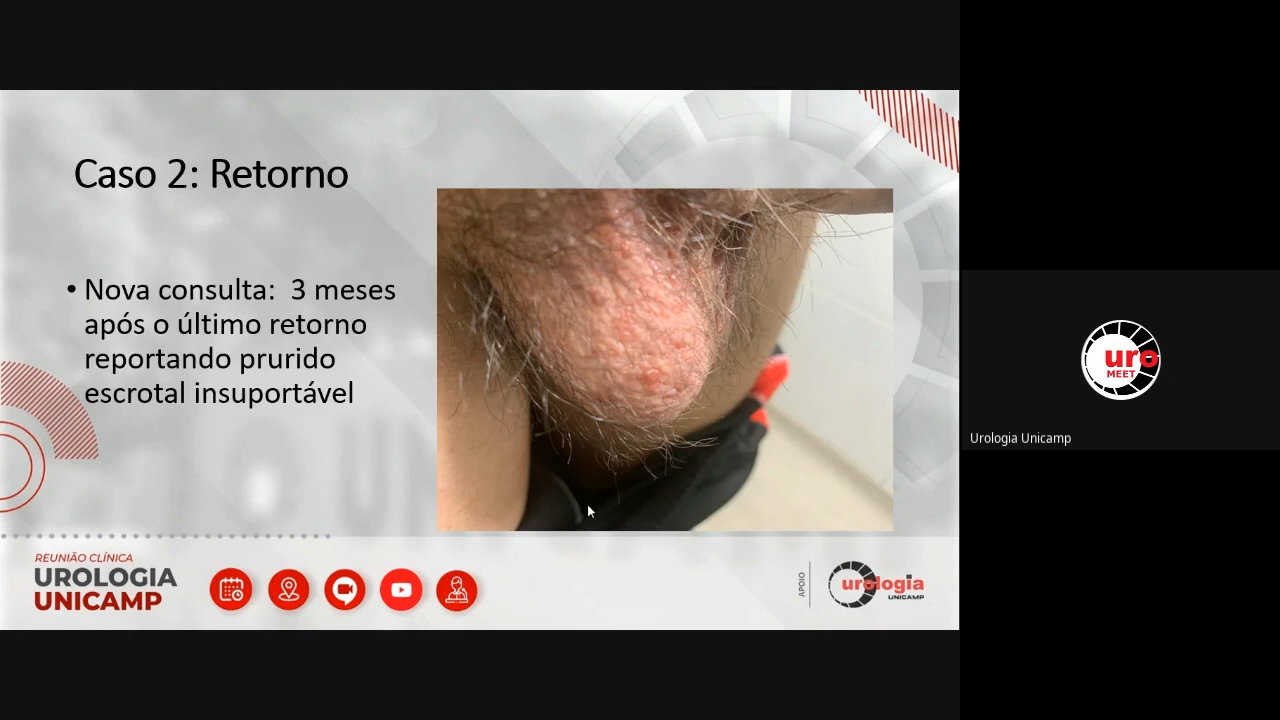 Caso 2: Retorno
• Nova consulta:  3 meses
após o último retorno
reportando prurido
escrotal insuportável
REUNIÃO CLÍNICA
UROLOGIA
UNICAMP
APOIO
urologia
UNICAMP
uro
MEET
Urologia Unicamp